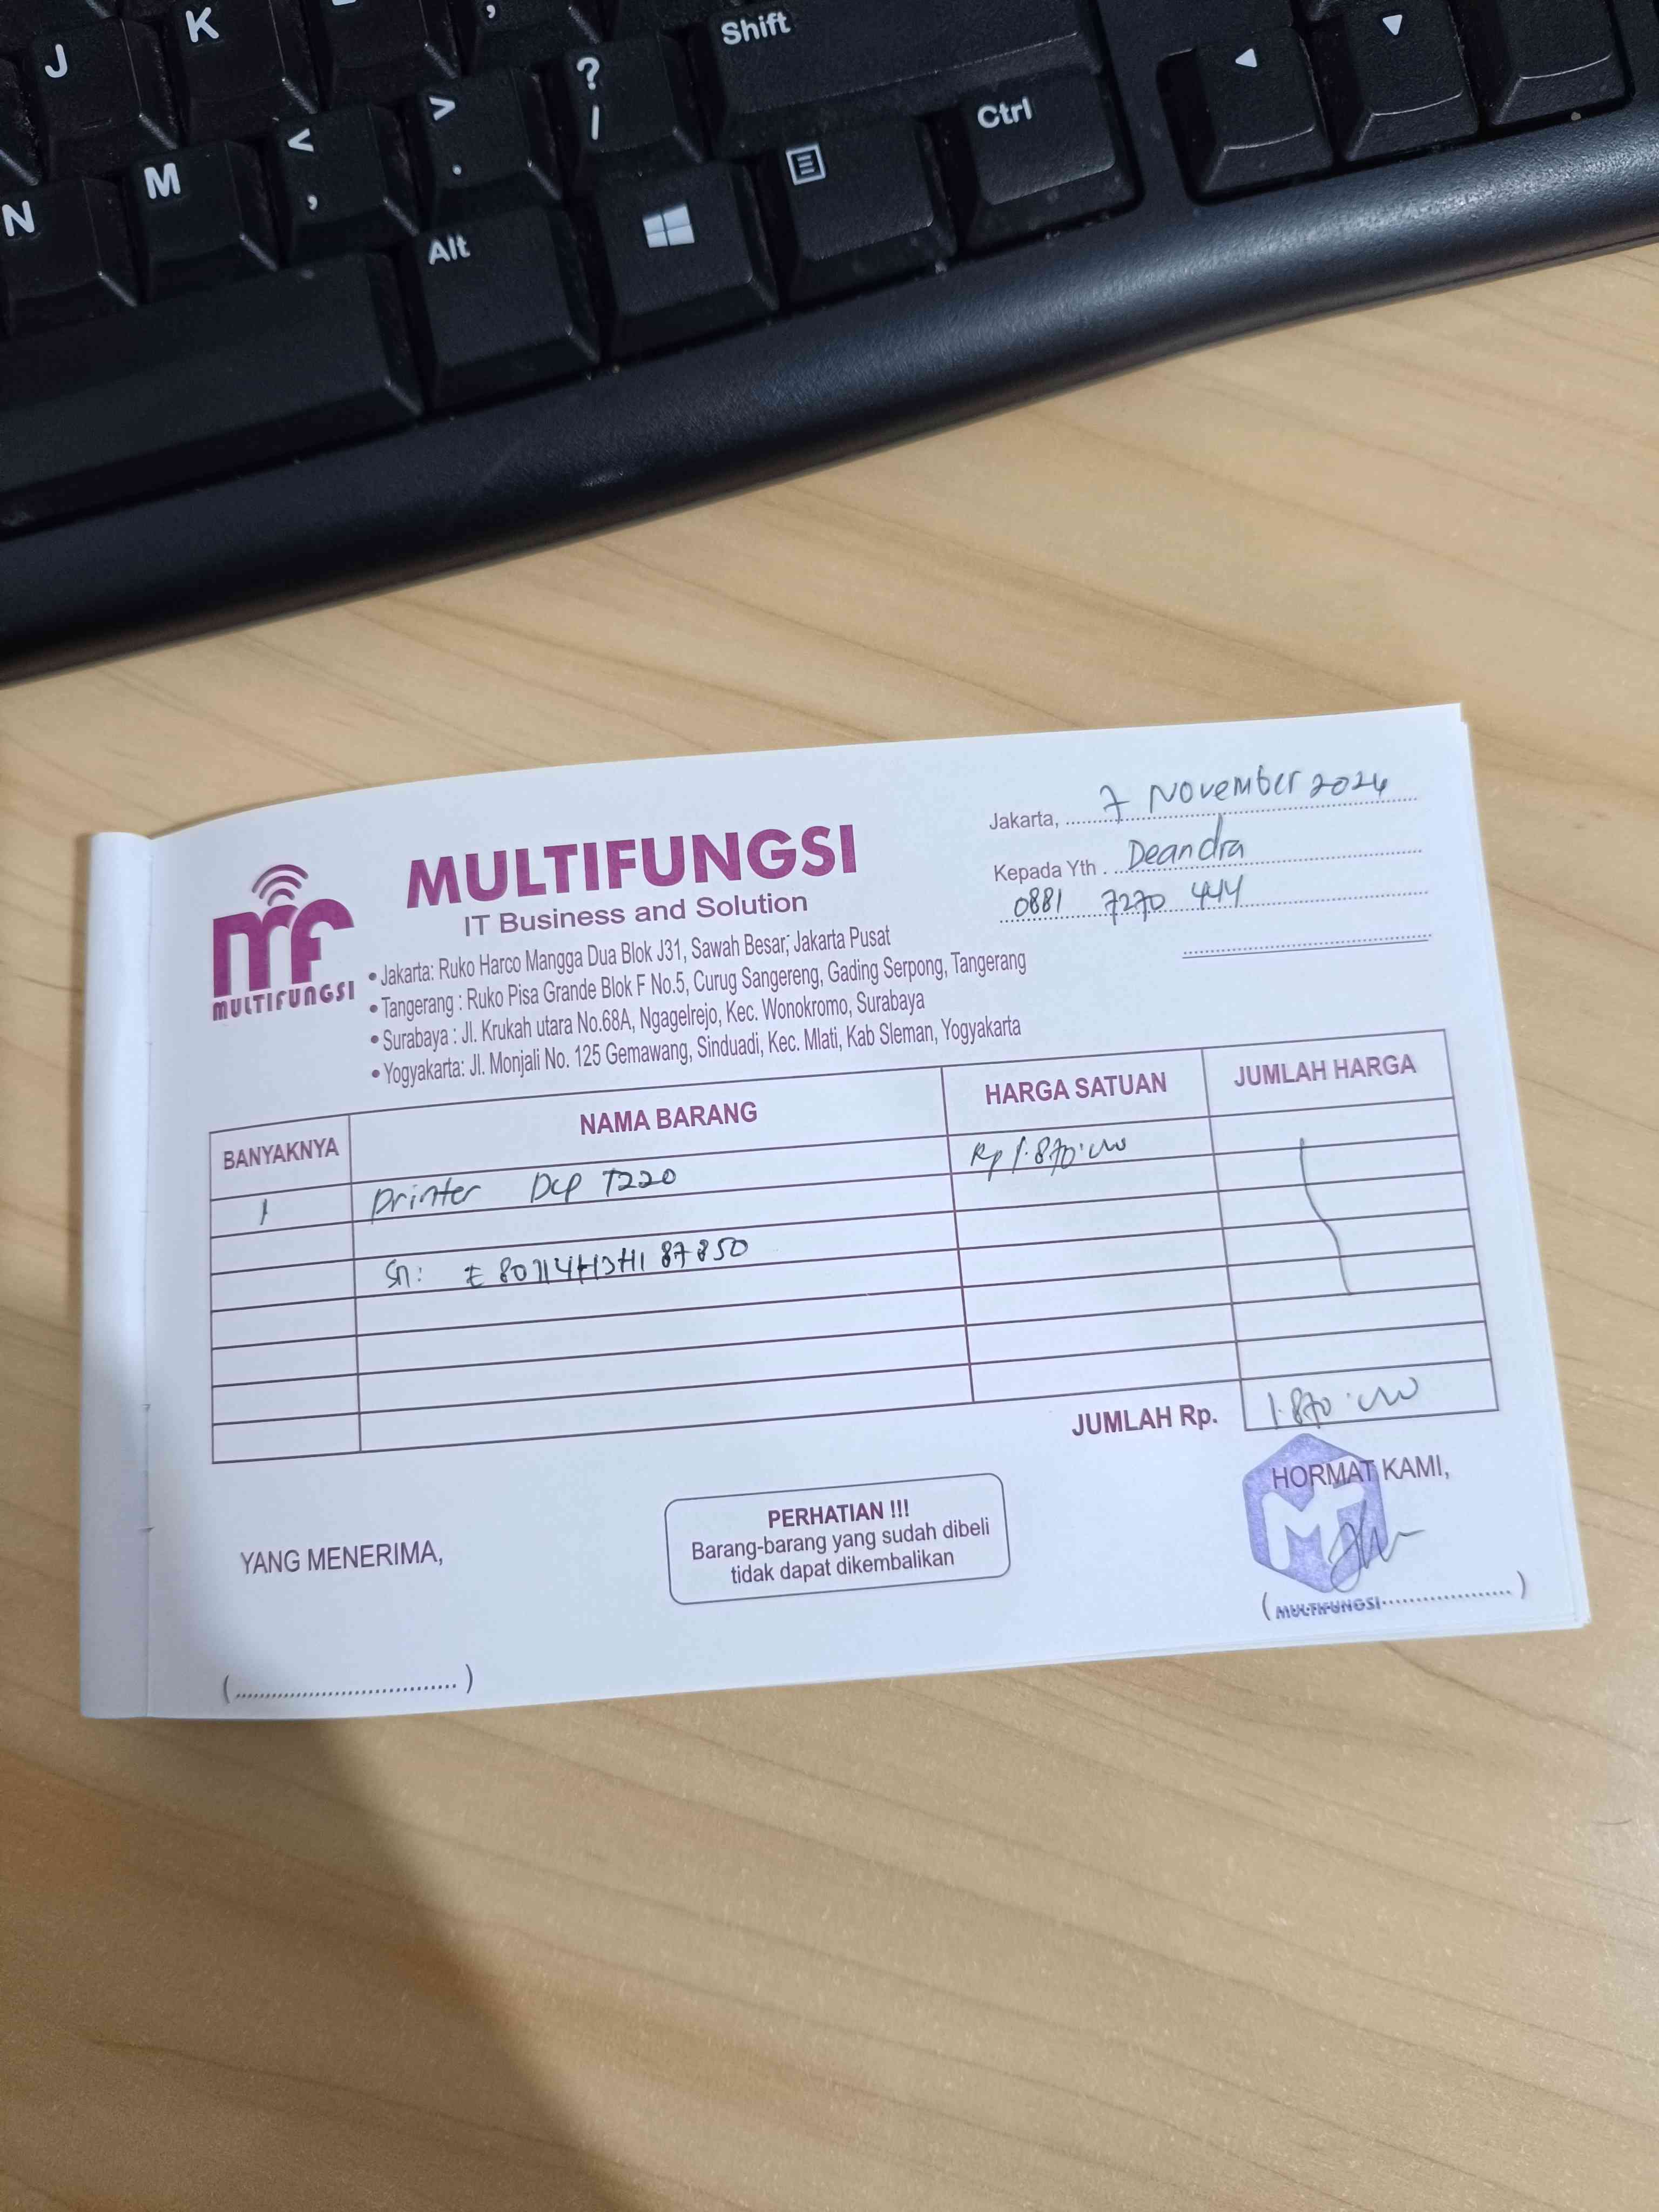 K
J
Shift
?
/
>
.
<
,
M
N
Ctrl
Alt
Jakarta, 7 November 2024
Kepada Yth . Deandra
0881 7270 444
mf
MULTIFUNGSI
MULTIFUNGSI
IT Business and Solution
• Jakarta: Ruko Harco Mangga Dua Blok J31, Sawah Besar, Jakarta Pusat
• Tangerang : Ruko Pisa Grande Blok F No.5, Curug Sangereng, Gading Serpong, Tangerang
• Surabaya : Jl. Krukah utara No.68A, Ngagelrejo, Kec. Wonokromo, Surabaya
• Yogyakarta: Jl. Monjali No. 125 Gemawang, Sinduadi, Kec. Mlati, Kab Sleman, Yogyakarta
BANYAKNYA NAMA BARANG HARGA SATUAN JUMLAH HARGA
1 Printer Dcp T220 Rp 1.870.000
Sn:
JUMLAH Rp. 1.870.000
YANG MENERIMA,
PERHATIAN !!!
Barang-barang yang sudah dibeli
tidak dapat dikembalikan
HORMAT KAMI,
MULTIFUNGSI